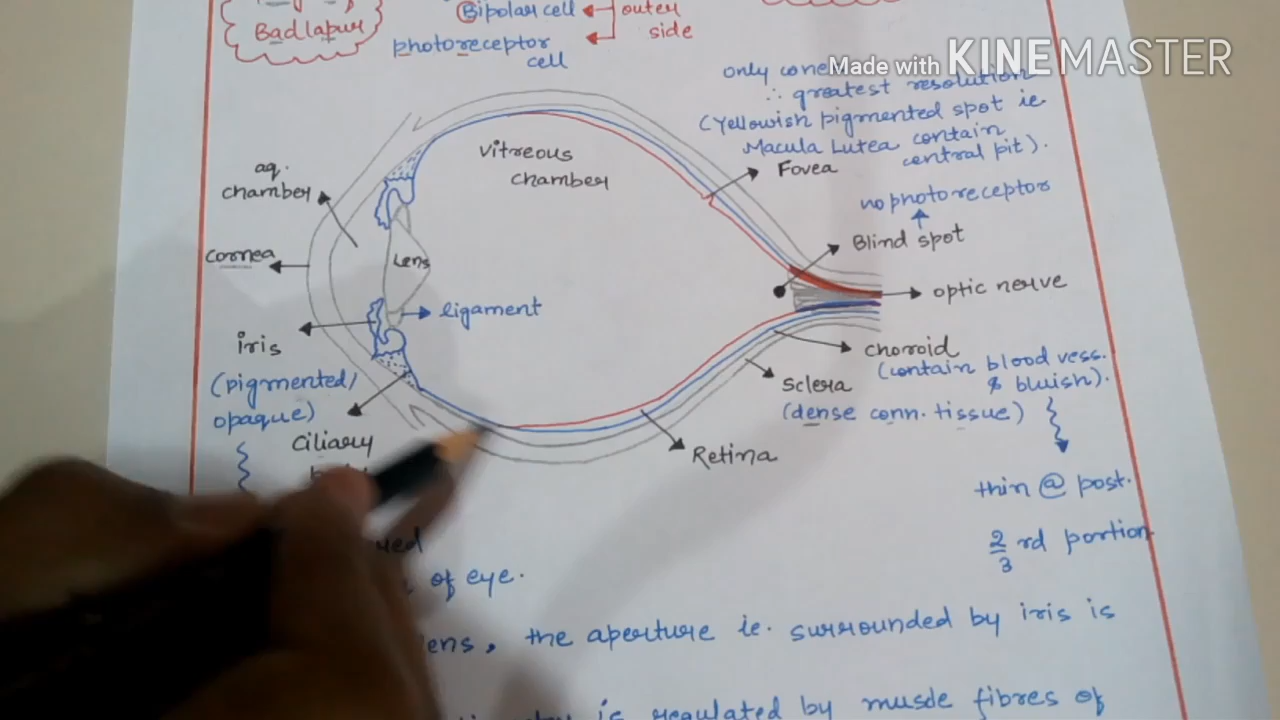 Bipolar cell
outer
side
Badlapur
photoreceptor
cell
Made with KINEMASTER
only cone
∴ greatest resolution
(Yellowish pigmented spot ie.
Macula Lutea contain
central pit).
Fovea
no photoreceptor
Blind spot
optic nerve
choroid
(contain blood vess.
& bluish).
Sclera
(dense conn. tissue)
Retina
thin @ post.
2/3 rd portion
vitreous
chamber
aq.
chamber
cornea
Lens
ligament
iris
(pigmented/
opaque)
ciliary
of eye.
lens, the aperture ie. surrounded by iris is
is regulated by muscle fibres of